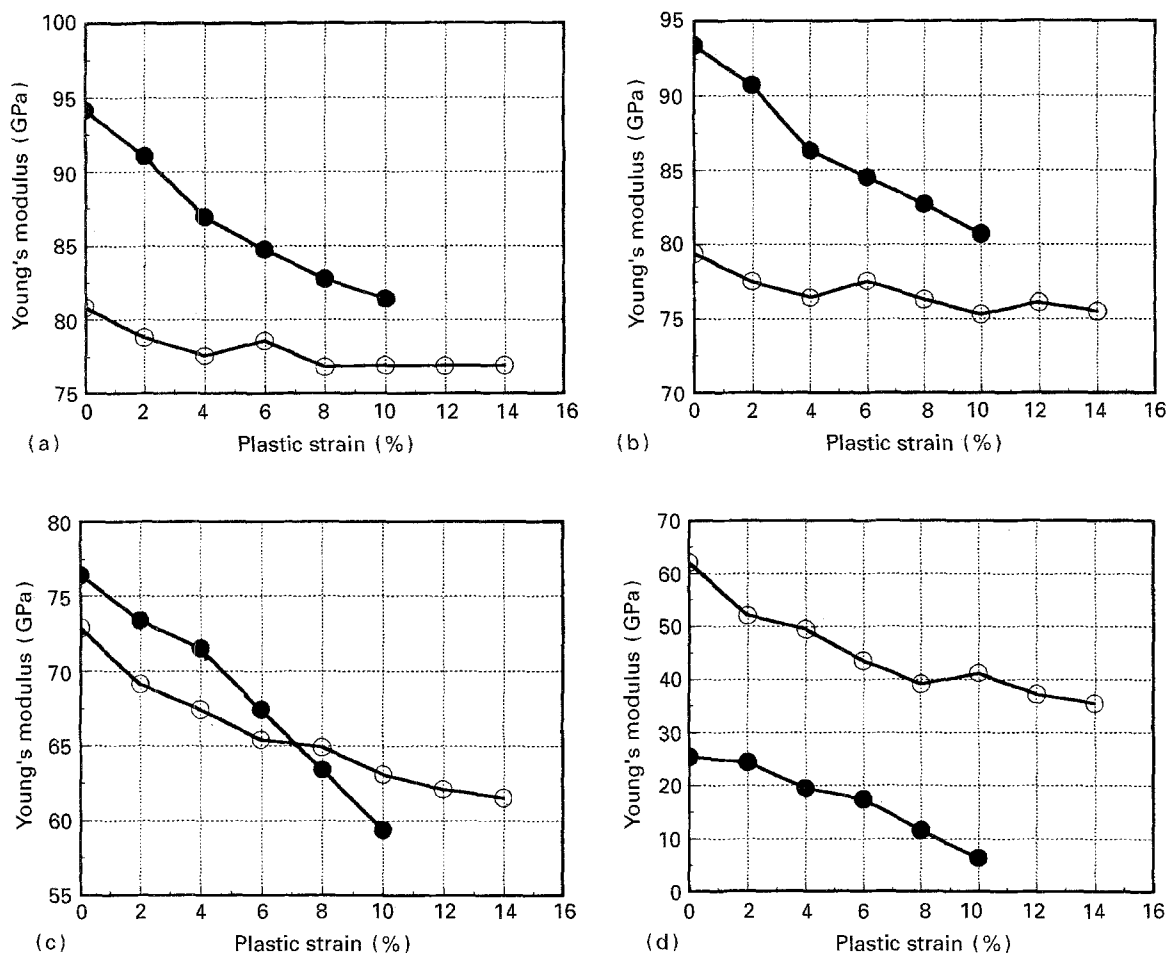 Young's modulus (GPa)
100
95
90
85
80
75
0 2 4 6 8 10 12 14 16
(a) Plastic strain (%)
Young's modulus (GPa)
95
90
85
80
75
70
0 2 4 6 8 10 12 14 16
(b) Plastic strain (%)
Young's modulus (GPa)
80
75
70
65
60
55
0 2 4 6 8 10 12 14 16
(c) Plastic strain (%)
Young's modulus (GPa)
70
60
50
40
30
20
10
0
0 2 4 6 8 10 12 14 16
(d) Plastic strain (%)